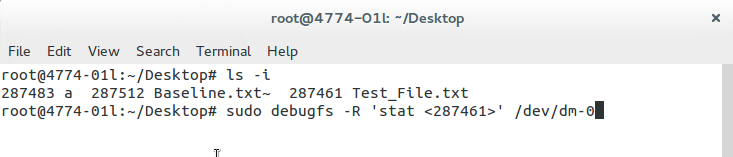 root@4774-01l: ~/Desktop
File Edit View Search Terminal Help
root@4774-01l:~/Desktop# ls -i
287483 a  287512 Baseline.txt~  287461 Test_File.txt
root@4774-01l:~/Desktop# sudo debugfs -R 'stat <287461>' /dev/dm-0